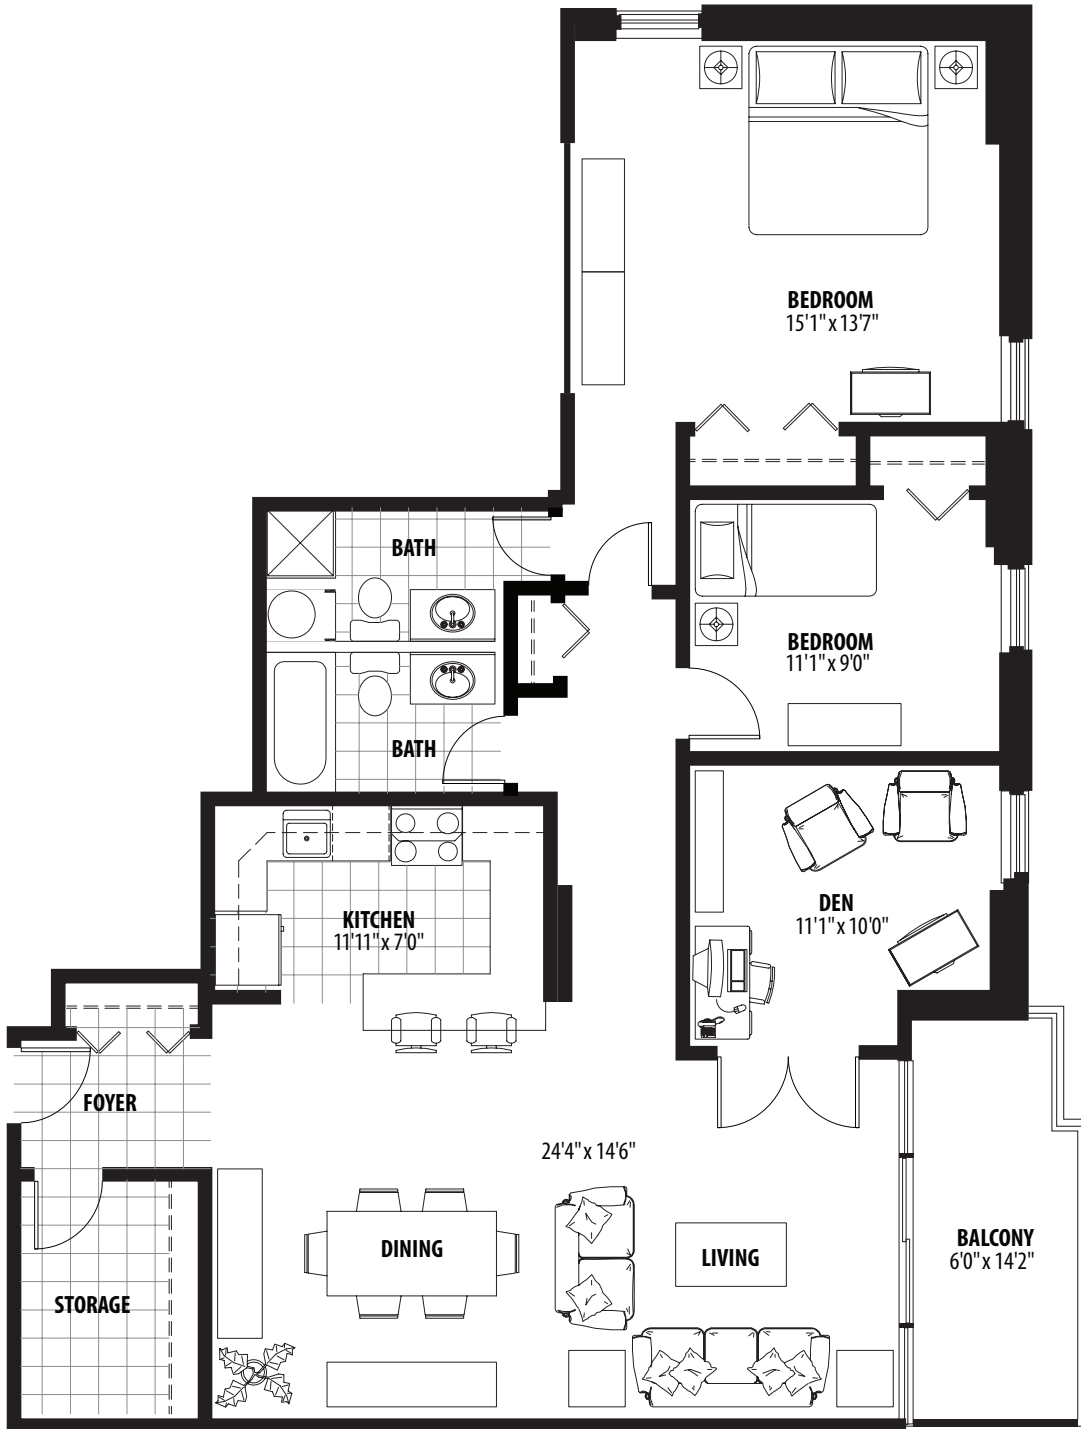 BEDROOM
15'1" x 13'7"
BATH
BEDROOM
11'1" x 9'0"
BATH
KITCHEN
11'11" x 7'0"
DEN
11'1" x 10'0"
FOYER
24'4" x 14'6"
DINING
LIVING
BALCONY
6'0" x 14'2"
STORAGE